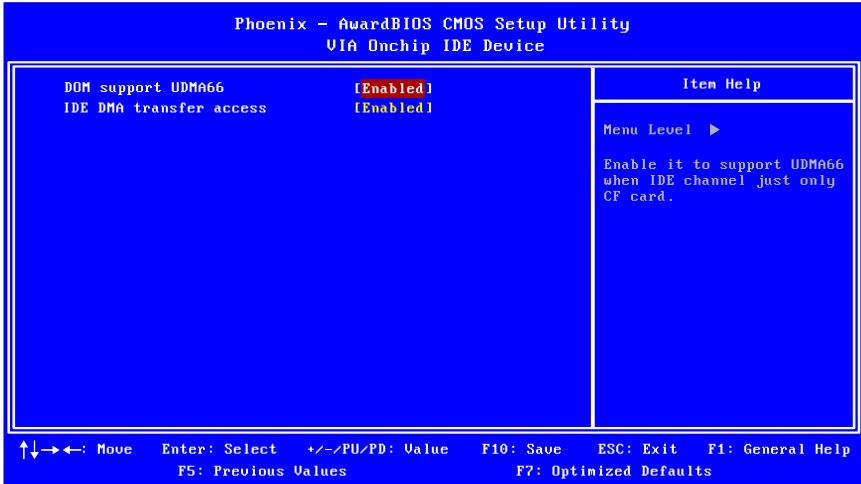 Phoenix – AwardBIOS CMOS Setup Utility
VIA Onchip IDE Device
DOM support UDMA66 [Enabled]
IDE DMA transfer access [Enabled]
Item Help
Menu Level ►
Enable it to support UDMA66
when IDE channel just only
CF card.
↑↓→←: Move Enter: Select +/-/PU/PD: Value F10: Save ESC: Exit F1: General Help
F5: Previous Values F7: Optimized Defaults